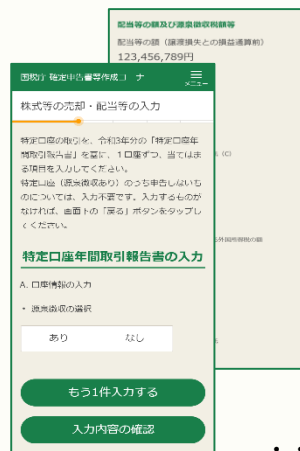 配当等の額及び源泉徴収税額等
配当等の額（譲渡損失との損益通算前）
123,456,789円
(C)
外国所得税の額
国税庁 確定申告書等作成コーナー
メニュー
株式等の売却・配当等の入力
特定口座の取引を、令和3年分の「特定口座年
間取引報告書」を基に、１口座ずつ、当てはま
る項目を入力してください。
特定口座（源泉徴収あり）のうち申告しないも
のについては、入力不要です。入力するものが
なければ、画面下の「戻る」ボタンをタップし
てください。
特定口座年間取引報告書の入力
A. 口座情報の入力
・ 源泉徴収の選択
あり
なし
もう1件入力する
入力内容の確認